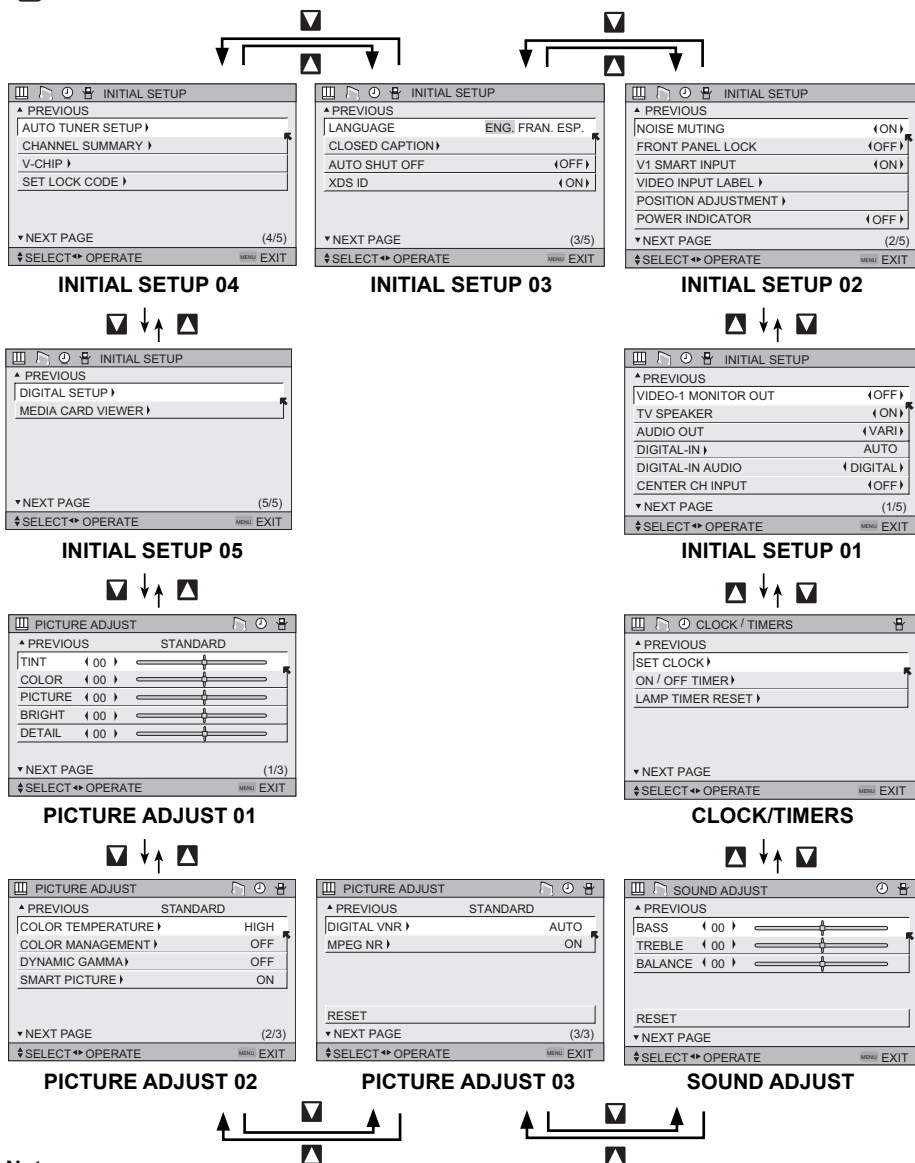 INITIAL SETUP
PREVIOUS
AUTO TUNER SETUP
CHANNEL SUMMARY
V-CHIP
SET LOCK CODE
NEXT PAGE (4/5)
SELECT OPERATE MENU EXIT
INITIAL SETUP 04
INITIAL SETUP
PREVIOUS
LANGUAGE ENG. FRAN. ESP.
CLOSED CAPTION
AUTO SHUT OFF OFF
XDS ID ON
NEXT PAGE (3/5)
SELECT OPERATE MENU EXIT
INITIAL SETUP 03
INITIAL SETUP
PREVIOUS
NOISE MUTING ON
FRONT PANEL LOCK OFF
V1 SMART INPUT ON
VIDEO INPUT LABEL
POSITION ADJUSTMENT
POWER INDICATOR OFF
NEXT PAGE (2/5)
SELECT OPERATE MENU EXIT
INITIAL SETUP 02
INITIAL SETUP
PREVIOUS
DIGITAL SETUP
MEDIA CARD VIEWER
NEXT PAGE (5/5)
SELECT OPERATE MENU EXIT
INITIAL SETUP 05
INITIAL SETUP
PREVIOUS
VIDEO-1 MONITOR OUT OFF
TV SPEAKER ON
AUDIO OUT VARI
DIGITAL-IN AUTO
DIGITAL-IN AUDIO DIGITAL
CENTER CH INPUT OFF
NEXT PAGE (1/5)
SELECT OPERATE MENU EXIT
INITIAL SETUP 01
PICTURE ADJUST
PREVIOUS STANDARD
TINT 00
COLOR 00
PICTURE 00
BRIGHT 00
DETAIL 00
NEXT PAGE (1/3)
SELECT OPERATE MENU EXIT
PICTURE ADJUST 01
CLOCK / TIMERS
PREVIOUS
SET CLOCK
ON / OFF TIMER
LAMP TIMER RESET
NEXT PAGE
SELECT OPERATE MENU EXIT
CLOCK/TIMERS
PICTURE ADJUST
PREVIOUS STANDARD
COLOR TEMPERATURE HIGH
COLOR MANAGEMENT OFF
DYNAMIC GAMMA OFF
SMART PICTURE ON
NEXT PAGE (2/3)
SELECT OPERATE MENU EXIT
PICTURE ADJUST 02
PICTURE ADJUST
PREVIOUS STANDARD
DIGITAL VNR AUTO
MPEG NR ON
RESET
NEXT PAGE (3/3)
SELECT OPERATE MENU EXIT
PICTURE ADJUST 03
SOUND ADJUST
PREVIOUS
BASS 00
TREBLE 00
BALANCE 00
RESET
NEXT PAGE
SELECT OPERATE MENU EXIT
SOUND ADJUST